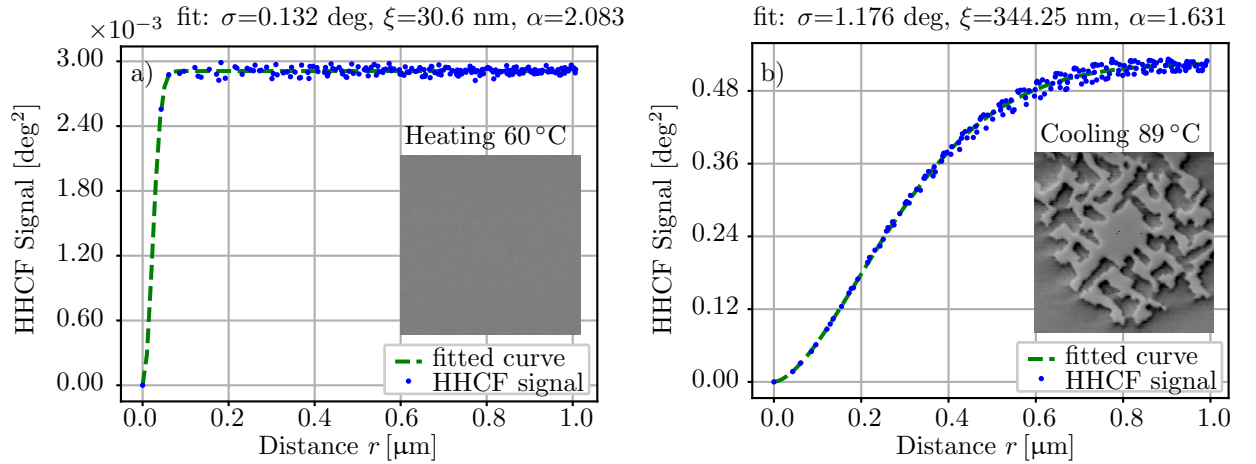 fit: σ=0.132 deg, ξ=30.6 nm, α=2.083
×10⁻³
3.00
2.40
1.80
1.20
0.60
0.00
HHCF Signal [deg²]
a)
Heating 60 °C
fitted curve
HHCF signal
0.0 0.2 0.4 0.6 0.8 1.0
Distance r [µm]
fit: σ=1.176 deg, ξ=344.25 nm, α=1.631
0.48
0.36
0.24
0.12
0.00
HHCF Signal [deg²]
b)
Cooling 89 °C
fitted curve
HHCF signal
0.0 0.2 0.4 0.6 0.8 1.0
Distance r [µm]